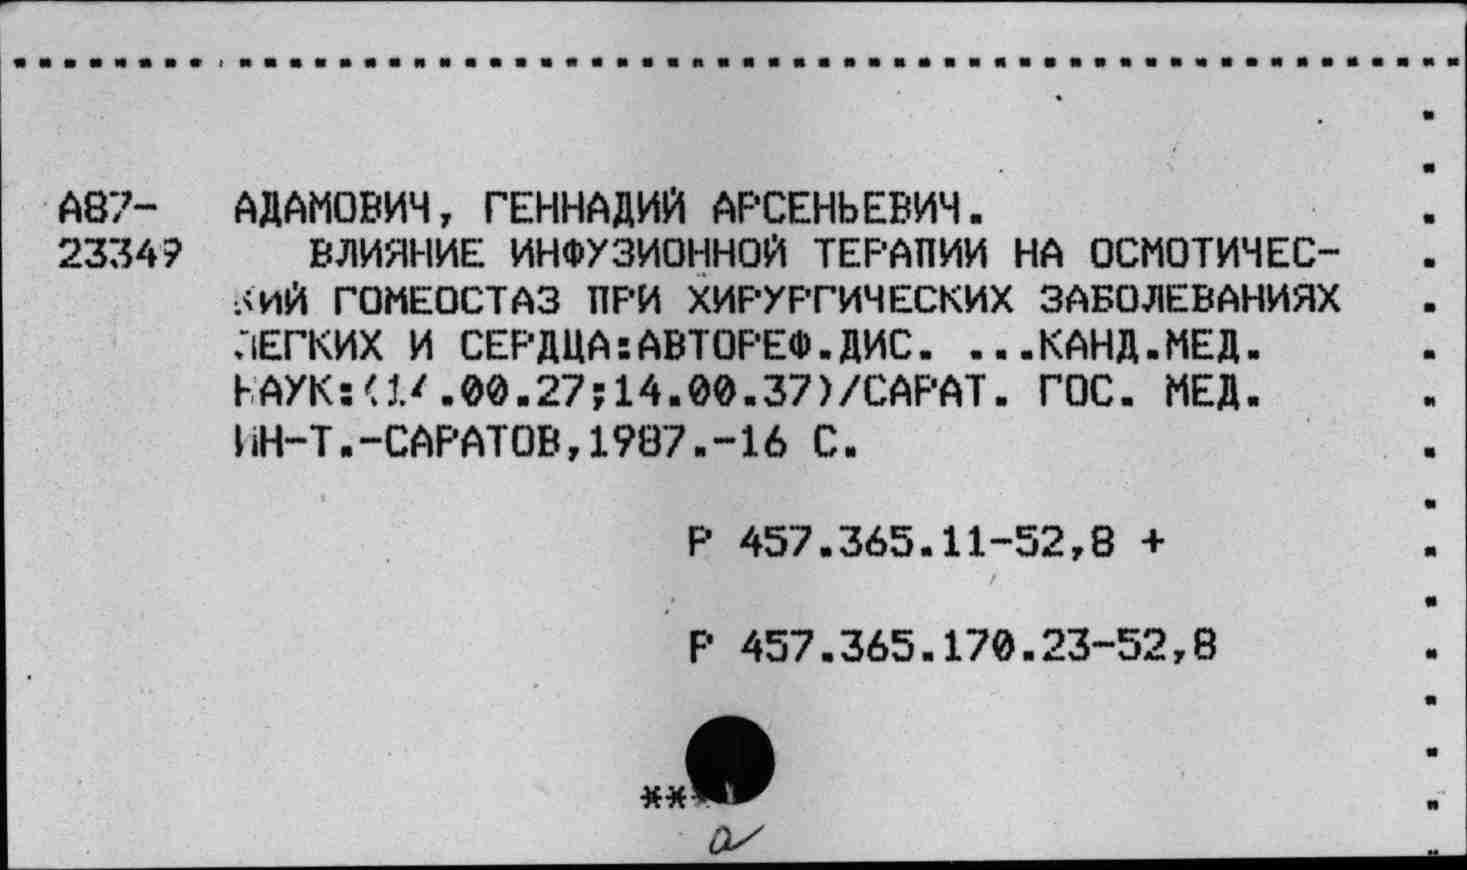 А87- АДАМОВИЧ, ГЕННАДИЙ АРСЕНЬЕВИЧ.
23349 ВЛИЯНИЕ ИНФУЗИОННОЙ ТЕРАПИИ НА ОСМОТИЧЕС-
КИЙ ГОМЕОСТАЗ ПРИ ХИРУРГИЧЕСКИХ ЗАБОЛЕВАНИЯХ
ЛЕГКИХ И СЕРДЦА:АВТОРЕФ.ДИС. ...КАНД.МЕД.
НАУК:(14.00.27;14.00.37)/САРАТ. ГОС. МЕД.
ИН-Т.-САРАТОВ,1987.-16 С.
Р 457.365.11-52,8 +
Р 457.365.170.23-52,8
**